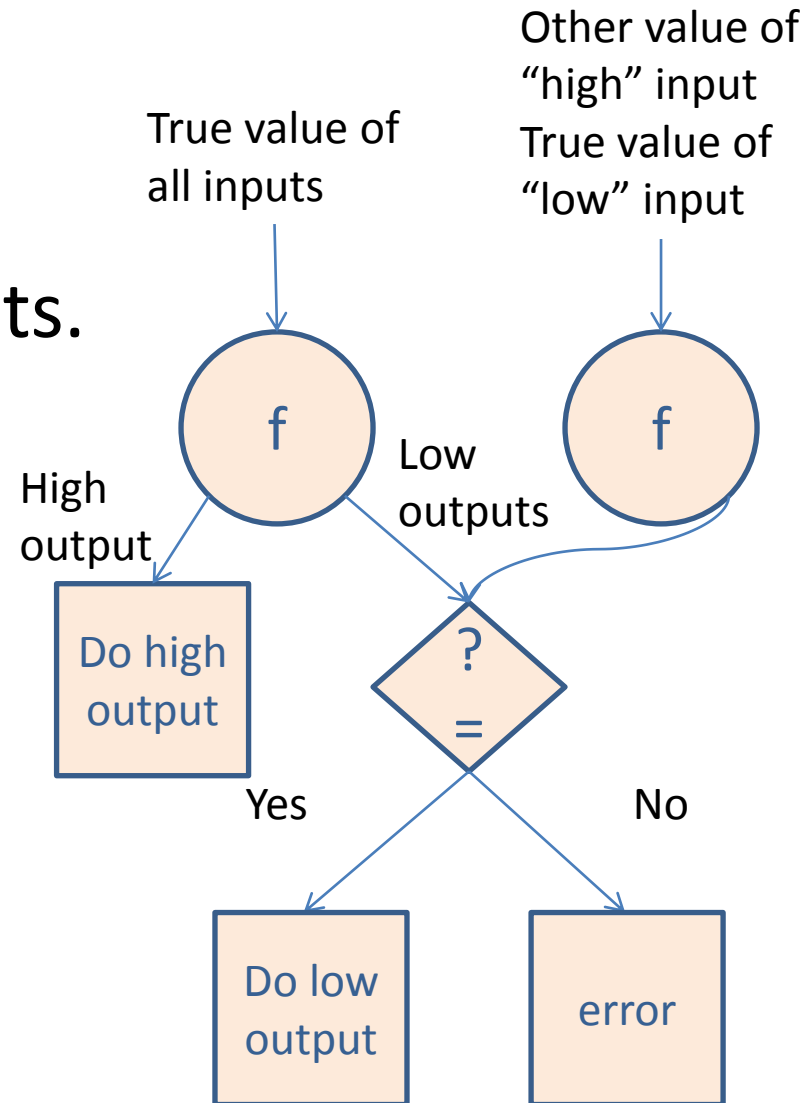 Other value of
“high” input
True value of
“low” input
True value of
all inputs
ts.
f
f
Low
outputs
High
output
Do high
output
?
=
Yes
No
Do low
output
error